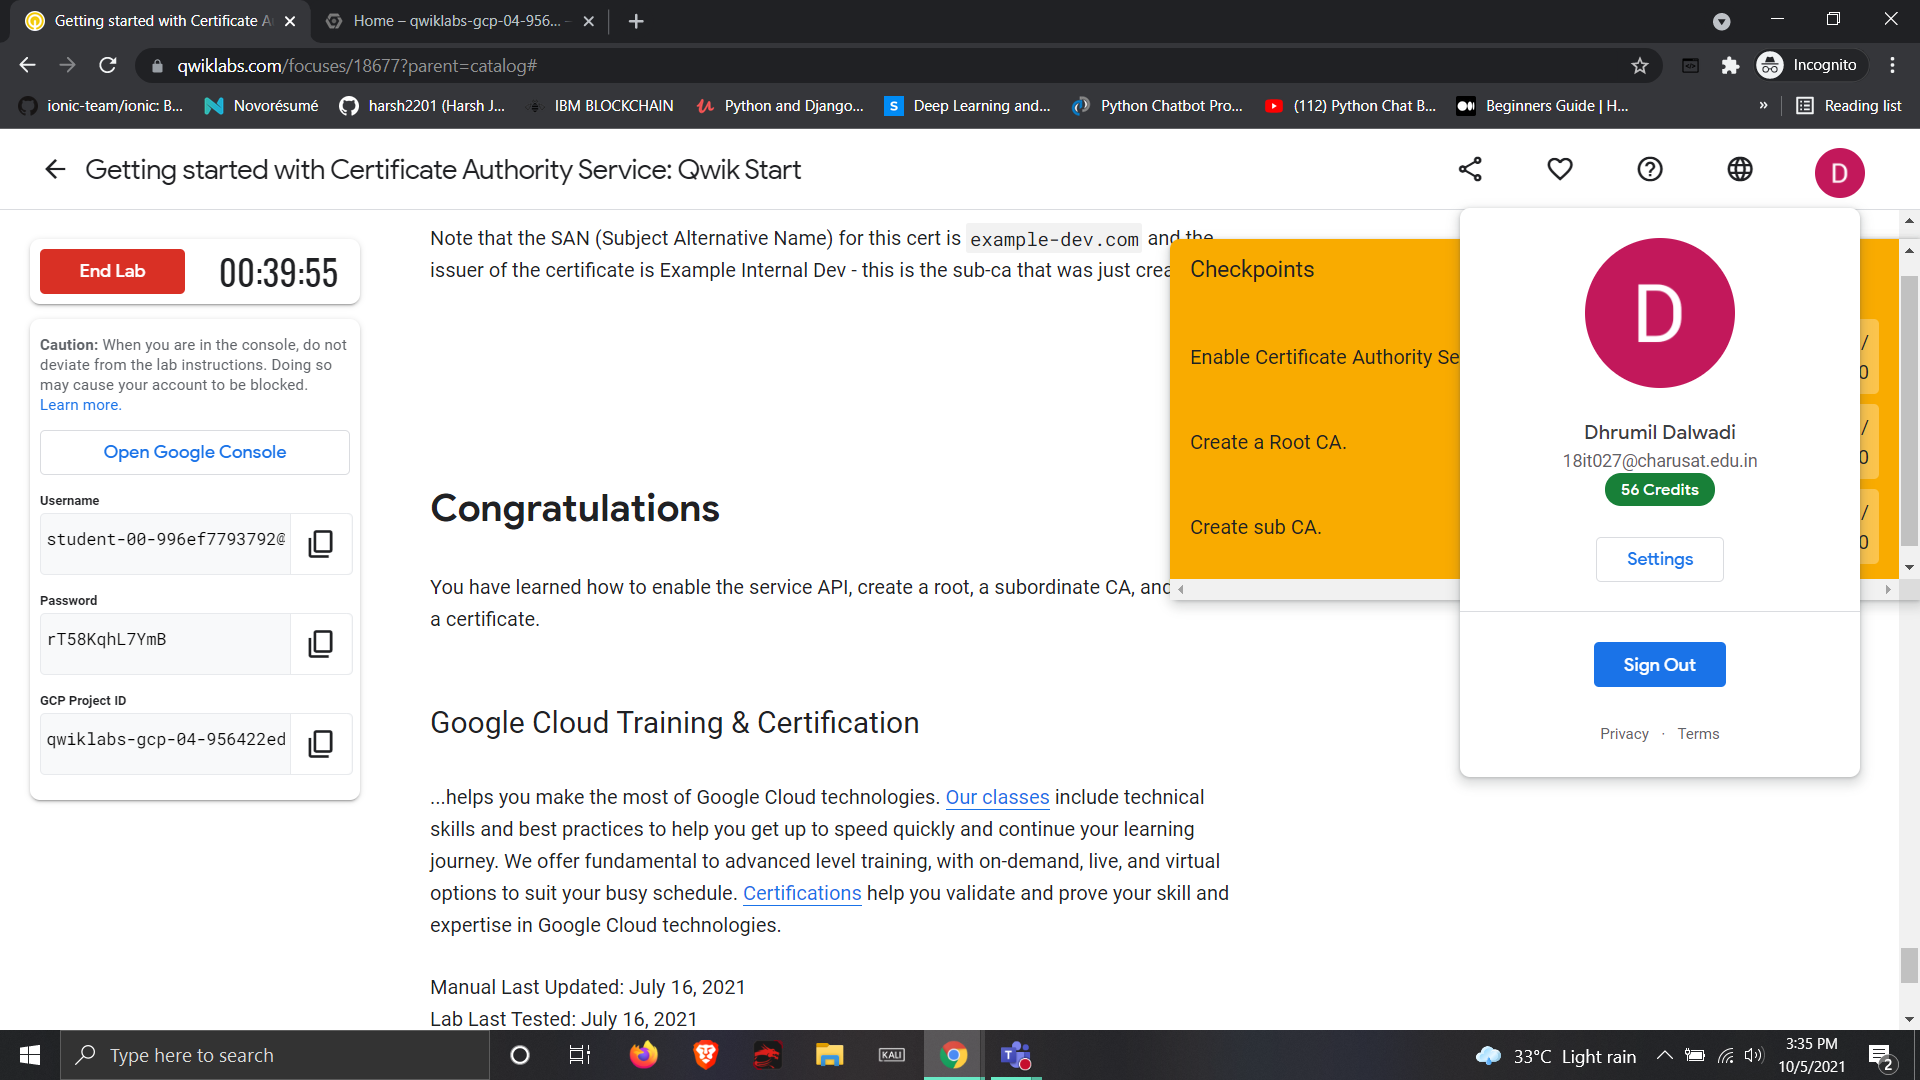 Getting started with Certificate A
Home – qwiklabs-gcp-04-956... –
qwiklabs.com/focuses/18677?parent=catalog#
Incognito
ionic-team/ionic: B...
Novorésumé
harsh2201 (Harsh J...
IBM BLOCKCHAIN
Python and Django...
Deep Learning and...
Python Chatbot Pro...
(112) Python Chat B...
Beginners Guide | H...
»
Reading list
Getting started with Certificate Authority Service: Qwik Start
D
End Lab
00:39:55
Caution: When you are in the console, do not
deviate from the lab instructions. Doing so
may cause your account to be blocked.
Learn more.
Open Google Console
Username
student-00-996ef7793792@
Password
rT58KqhL7YmB
GCP Project ID
qwiklabs-gcp-04-956422ed
Note that the SAN (Subject Alternative Name) for this cert is example-dev.com and the
issuer of the certificate is Example Internal Dev - this is the sub-ca that was just crea
Congratulations
You have learned how to enable the service API, create a root, a subordinate CA, and
a certificate.
Google Cloud Training & Certification
...helps you make the most of Google Cloud technologies. Our classes include technical
skills and best practices to help you get up to speed quickly and continue your learning
journey. We offer fundamental to advanced level training, with on-demand, live, and virtual
options to suit your busy schedule. Certifications help you validate and prove your skill and
expertise in Google Cloud technologies.
Manual Last Updated: July 16, 2021
Lab Last Tested: July 16, 2021
Checkpoints
Enable Certificate Authority Se
/
0
Create a Root CA.
/
0
Create sub CA.
/
0
D
Dhrumil Dalwadi
18it027@charusat.edu.in
56 Credits
Settings
Sign Out
Privacy · Terms
Type here to search
KALI
33°C Light rain
3:35 PM
10/5/2021
2